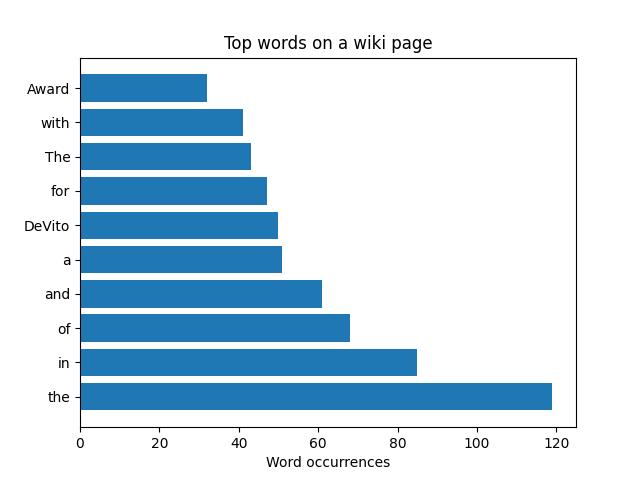 Top words on a wiki page
Award
with
The
for
DeVito
a
and
of
in
the
0 20 40 60 80 100 120
Word occurrences